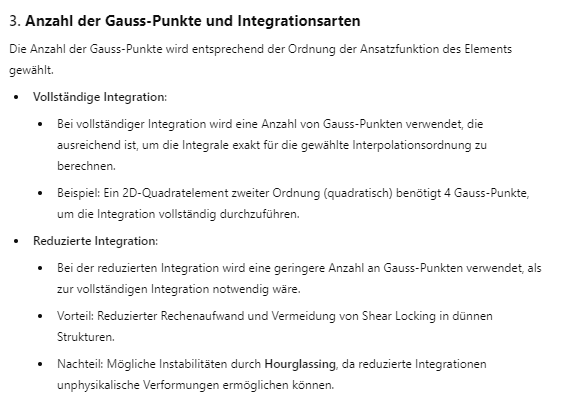 3. Anzahl der Gauss-Punkte und Integrationsarten
Die Anzahl der Gauss-Punkte wird entsprechend der Ordnung der Ansatzfunktion des Elements
gewählt.
• Vollständige Integration:
• Bei vollständiger Integration wird eine Anzahl von Gauss-Punkten verwendet, die
ausreichend ist, um die Integrale exakt für die gewählte Interpolationsordnung zu
berechnen.
• Beispiel: Ein 2D-Quadratelement zweiter Ordnung (quadratisch) benötigt 4 Gauss-Punkte,
um die Integration vollständig durchzuführen.
• Reduzierte Integration:
• Bei der reduzierten Integration wird eine geringere Anzahl an Gauss-Punkten verwendet, als
zur vollständigen Integration notwendig wäre.
• Vorteil: Reduzierter Rechenaufwand und Vermeidung von Shear Locking in dünnen
Strukturen.
• Nachteil: Mögliche Instabilitäten durch Hourglassing, da reduzierte Integrationen
unphysikalische Verformungen ermöglichen können.